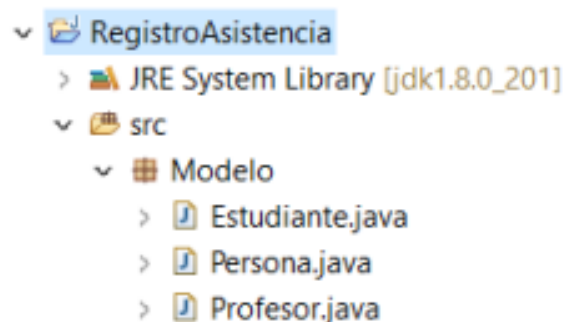 RegistroAsistencia
JRE System Library [jdk1.8.0_201]
src
Modelo
Estudiante.java
Persona.java
Profesor.java